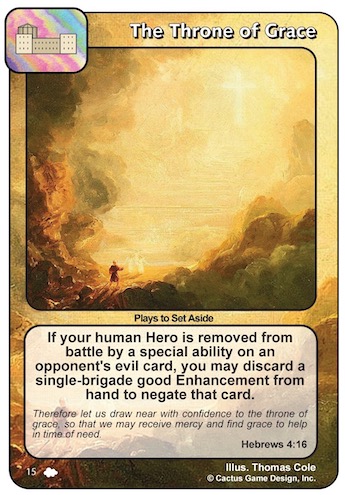 The Throne of Grace
Plays to Set Aside
If your human Hero is removed from
battle by a special ability on an
opponent's evil card, you may discard a
single-brigade good Enhancement from
hand to negate that card.
Therefore let us draw near with confidence to the throne of
grace, so that we may receive mercy and find grace to help
in time of need.
Hebrews 4:16
15
Illus. Thomas Cole
© Cactus Game Design, Inc.